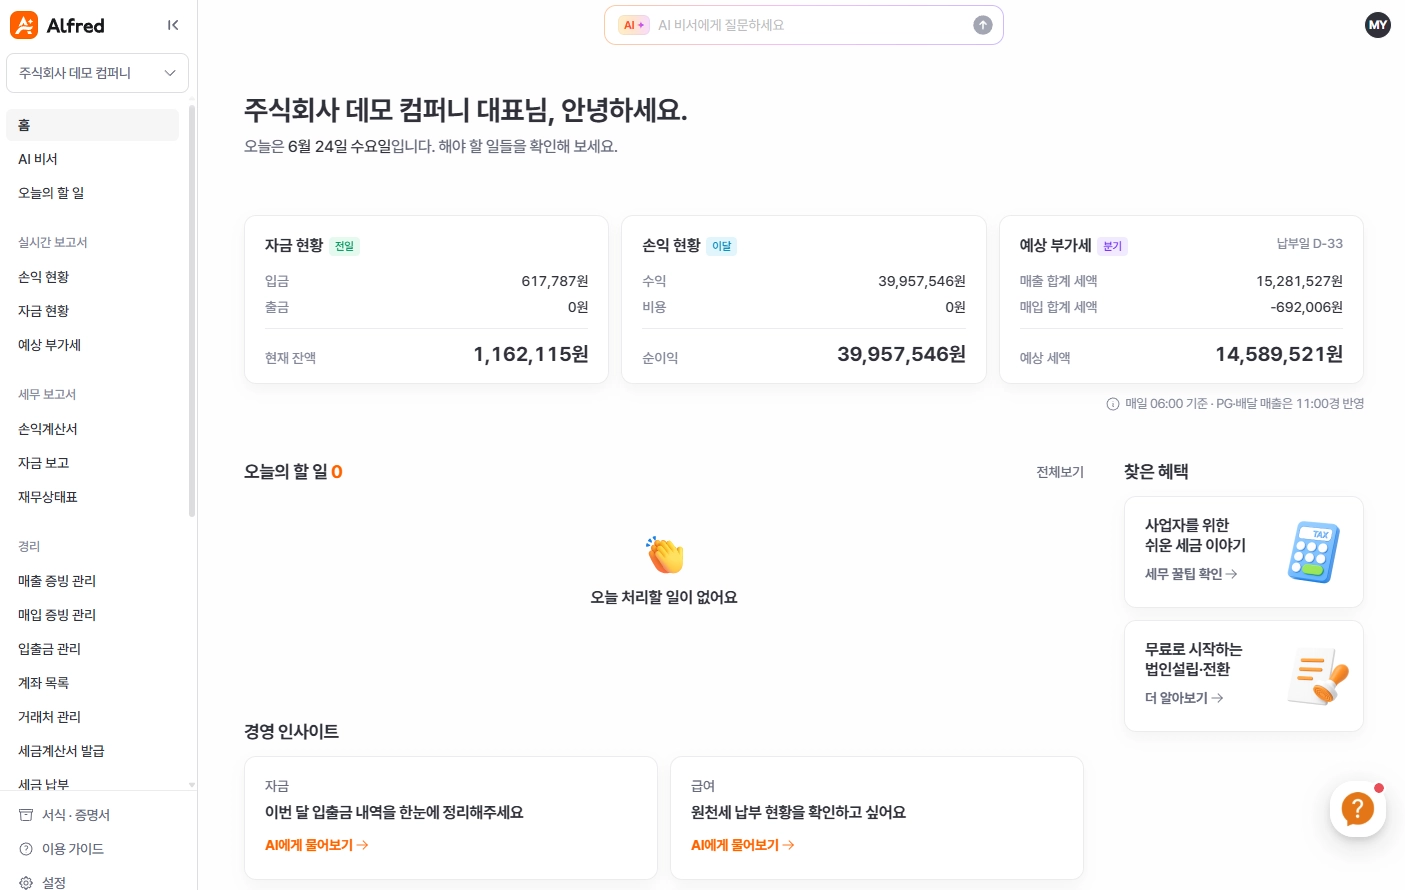 Alfred
주식회사 데모 컴퍼니
홈
AI 비서
오늘의 할 일
실시간 보고서
손익 현황
자금 현황
예상 부가세
세무 보고서
손익계산서
자금 보고
재무상태표
경리
매출 증빙 관리
매입 증빙 관리
입출금 관리
계좌 목록
거래처 관리
세금계산서 발급
세금 납부
서식 · 증명서
이용 가이드
설정
AI AI 비서에게 질문하세요
MY
주식회사 데모 컴퍼니 대표님, 안녕하세요.
오늘은 6월 24일 수요일입니다. 해야 할 일들을 확인해 보세요.
자금 현황 전일
입금 617,787원
출금 0원
현재 잔액 1,162,115원
손익 현황 이달
수익 39,957,546원
비용 0원
순이익 39,957,546원
예상 부가세 분기 납부일 D-33
매출 합계 세액 15,281,527원
매입 합계 세액 -692,006원
예상 세액 14,589,521원
매일 06:00 기준 · PG·배달 매출은 11:00경 반영
오늘의 할 일 0 전체보기
오늘 처리할 일이 없어요
찾은 혜택
사업자를 위한
쉬운 세금 이야기
세무 꿀팁 확인
TAX
무료로 시작하는
법인설립·전환
더 알아보기
경영 인사이트
자금
이번 달 입출금 내역을 한눈에 정리해주세요
AI에게 물어보기
급여
원천세 납부 현황을 확인하고 싶어요
AI에게 물어보기